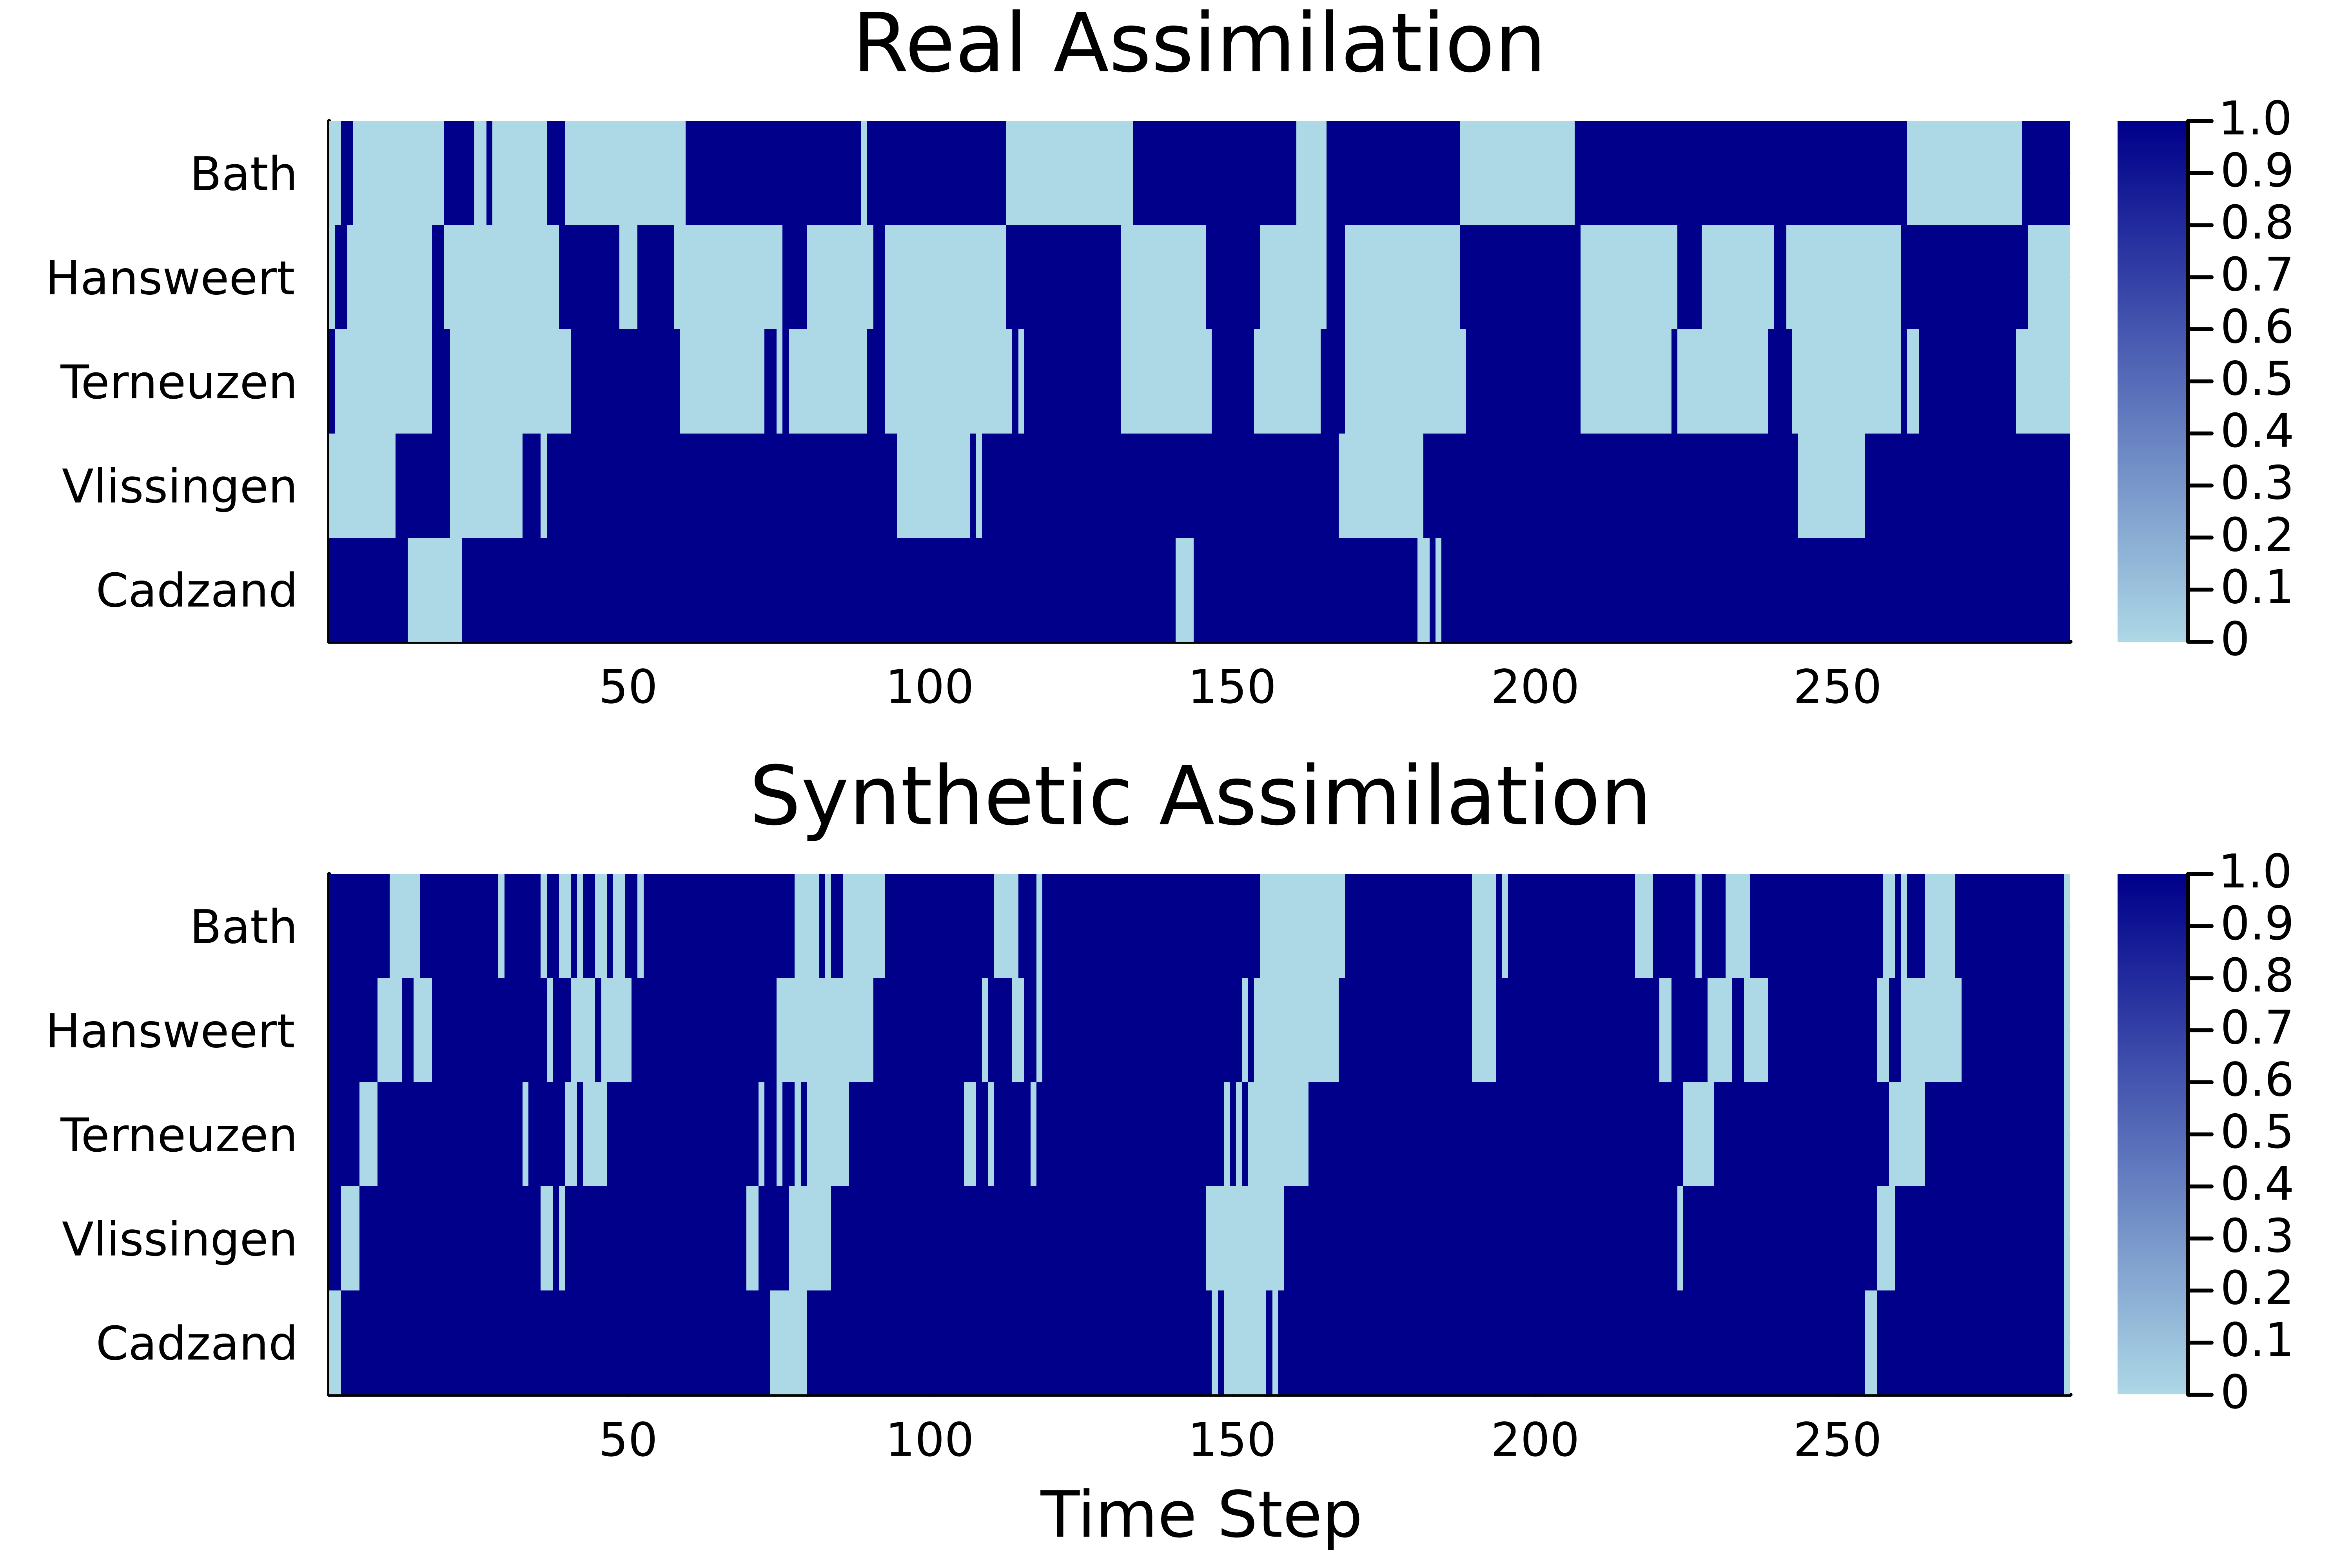 Real Assimilation
Bath
Hansweert
Terneuzen
Vlissingen
Cadzand
50 100 150 200 250
1.0
0.9
0.8
0.7
0.6
0.5
0.4
0.3
0.2
0.1
0
Synthetic Assimilation
Bath
Hansweert
Terneuzen
Vlissingen
Cadzand
50 100 150 200 250
Time Step
1.0
0.9
0.8
0.7
0.6
0.5
0.4
0.3
0.2
0.1
0